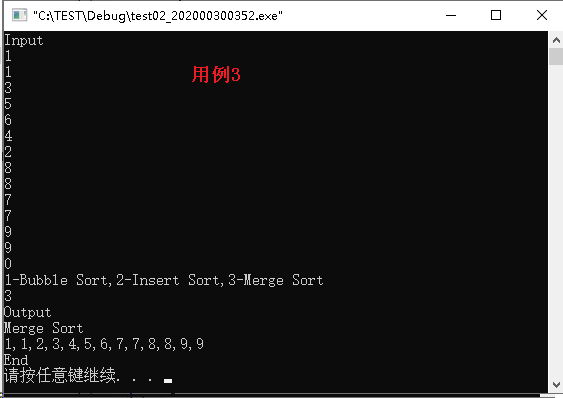 "C:\TEST\Debug\test02_202000300352.exe"
Input
1
1
用例3
3
5
6
4
2
8
8
7
7
9
9
0
1-Bubble Sort,2-Insert Sort,3-Merge Sort
3
Output
Merge Sort
1,1,2,3,4,5,6,7,7,8,8,9,9
End
请按任意键继续. . .